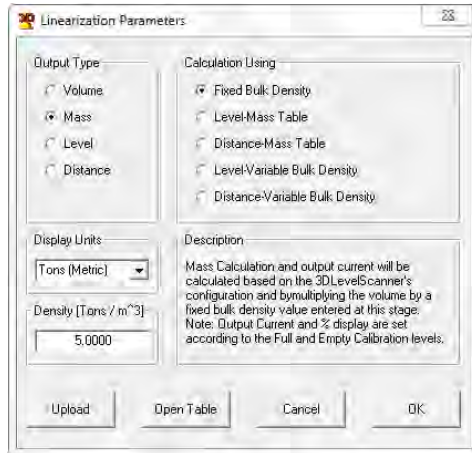 3D Linearization Parameters
Output Type
Volume
Mass
Level
Distance
Calculation Using
Fixed Bulk Density
Level-Mass Table
Distance-Mass Table
Level-Variable Bulk Density
Distance-Variable Bulk Density
Display Units
Tons (Metric)
Density [Tons / m^3]
5.0000
Description
Mass Calculation and output current will be
calculated based on the 3DLevelScanner's
configuration and bymultiplying the volume by a
fixed bulk density value entered at this stage.
Note: Output Current and % display are set
according to the Full and Empty Calibration levels.
Upload
Open Table
Cancel
OK